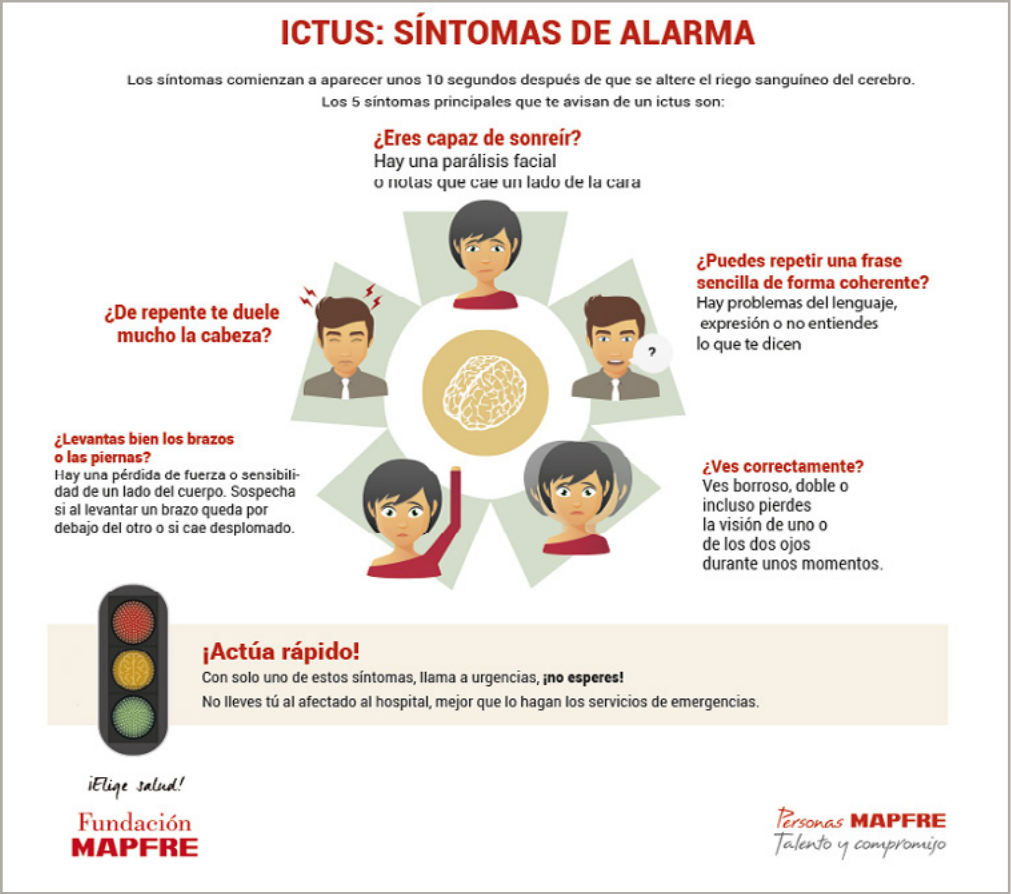 ICTUS: SÍNTOMAS DE ALARMA
Los síntomas comienzan a aparecer unos 10 segundos después de que se altere el riego sanguíneo del cerebro.
Los 5 síntomas principales que te avisan de un ictus son:
¿Eres capaz de sonreír?
Hay una parálisis facial
o notas que cae un lado de la cara
¿De repente te duele
mucho la cabeza?
¿Puedes repetir una frase
sencilla de forma coherente?
Hay problemas del lenguaje,
expresión o no entiendes
lo que te dicen
?
¿Levantas bien los brazos
o las piernas?
Hay una pérdida de fuerza o sensibili-
dad de un lado del cuerpo. Sospecha
si al levantar un brazo queda por
debajo del otro o si cae desplomado.
¿Ves correctamente?
Ves borroso, doble o
incluso pierdes
la visión de uno o
de los dos ojos
durante unos momentos.
¡Actúa rápido!
Con solo uno de estos síntomas, llama a urgencias, ¡no esperes!
No lleves tú al afectado al hospital, mejor que lo hagan los servicios de emergencias.
¡Elige salud!
Fundación
MAPFRE
Personas MAPFRE
Talento y compromiso